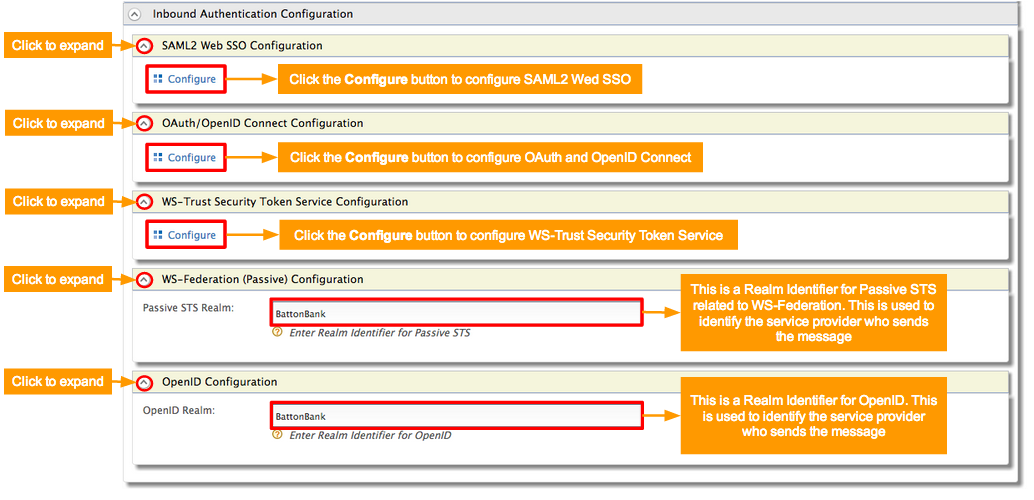 Inbound Authentication Configuration
Click to expand
SAML2 Web SSO Configuration
Configure
Click the Configure button to configure SAML2 Wed SSO
Click to expand
OAuth/OpenID Connect Configuration
Configure
Click the Configure button to configure OAuth and OpenID Connect
Click to expand
WS-Trust Security Token Service Configuration
Configure
Click the Configure button to configure WS-Trust Security Token Service
Click to expand
WS-Federation (Passive) Configuration
Passive STS Realm:
BattonBank
Enter Realm Identifier for Passive STS
This is a Realm Identifier for Passive STS
related to WS-Federation. This is used to
identify the service provider who sends
the message
Click to expand
OpenID Configuration
OpenID Realm:
BattonBank
Enter Realm Identifier for OpenID
This is a Realm Identifier for OpenID. This
is used to identify the service provider
who sends the message